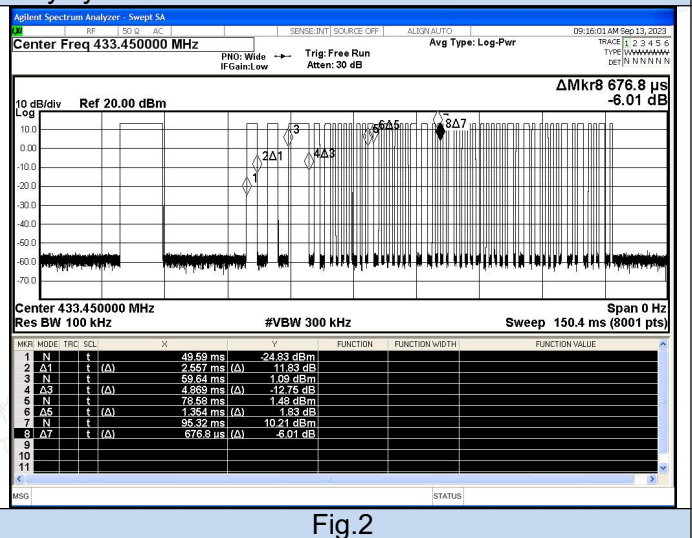 Agilent Spectrum Analyzer - Swept SA
LXI RF 50 Ω AC SENSE:INT SOURCE OFF ALIGN AUTO 09:16:01 AM Sep 13, 2023
Center Freq 433.450000 MHz
PNO: Wide
IFGain:Low
Trig: Free Run
Atten: 30 dB
Avg Type: Log-Pwr
TRACE 1 2 3 4 5 6
TYPE
DET N N N N N N
ΔMkr8 676.8 µs
-6.01 dB
10 dB/div Ref 20.00 dBm
Log
10.0
0.00
-10.0
-20.0
-30.0
-40.0
-50.0
-60.0
-70.0
1
2Δ1
3
4Δ3
5
6Δ5
7
8Δ7
Center 433.450000 MHz Span 0 Hz
Res BW 100 kHz #VBW 300 kHz Sweep 150.4 ms (8001 pts)
MKR MODE TRC SCL X Y FUNCTION FUNCTION WIDTH FUNCTION VALUE
1 N t 49.59 ms -24.83 dBm
2 Δ1 t (Δ) 2.557 ms (Δ) 11.83 dB
3 N t 59.64 ms 1.09 dBm
4 Δ3 t (Δ) 4.869 ms (Δ) -12.75 dB
5 N t 78.58 ms 1.48 dBm
6 Δ5 t (Δ) 1.354 ms (Δ) 1.83 dB
7 N t 95.32 ms 10.21 dBm
8 Δ7 t (Δ) 676.8 µs (Δ) -6.01 dB
9
10
11
MSG STATUS
Fig.2